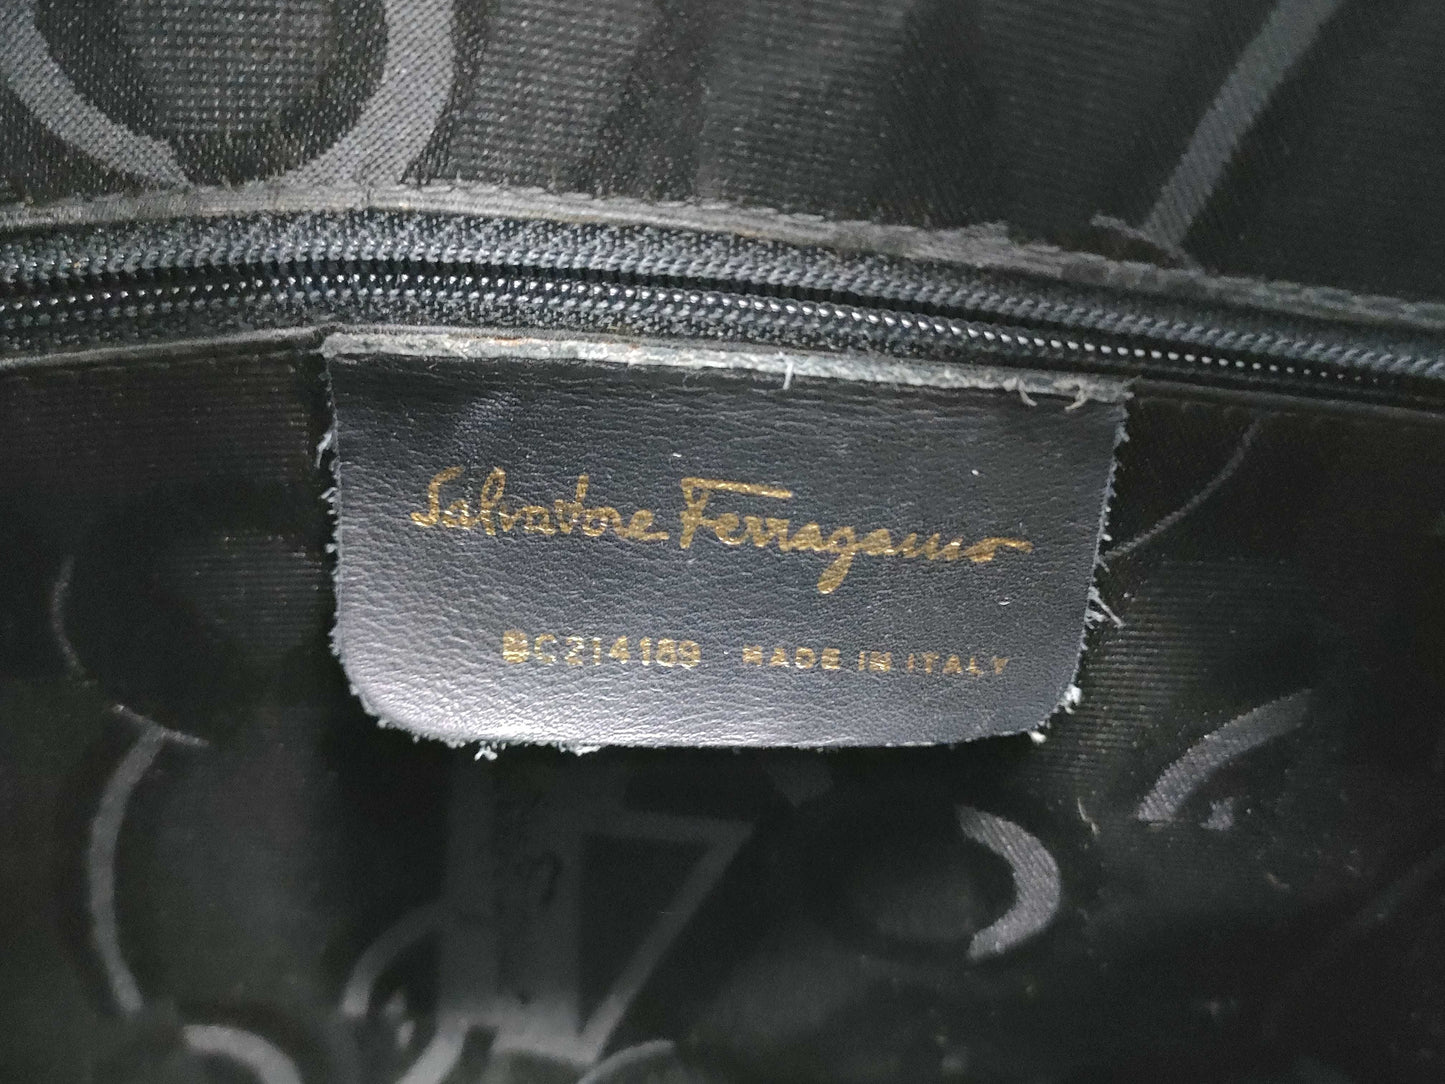 Salvatore Ferragamo
BC214189 MADE IN ITALY